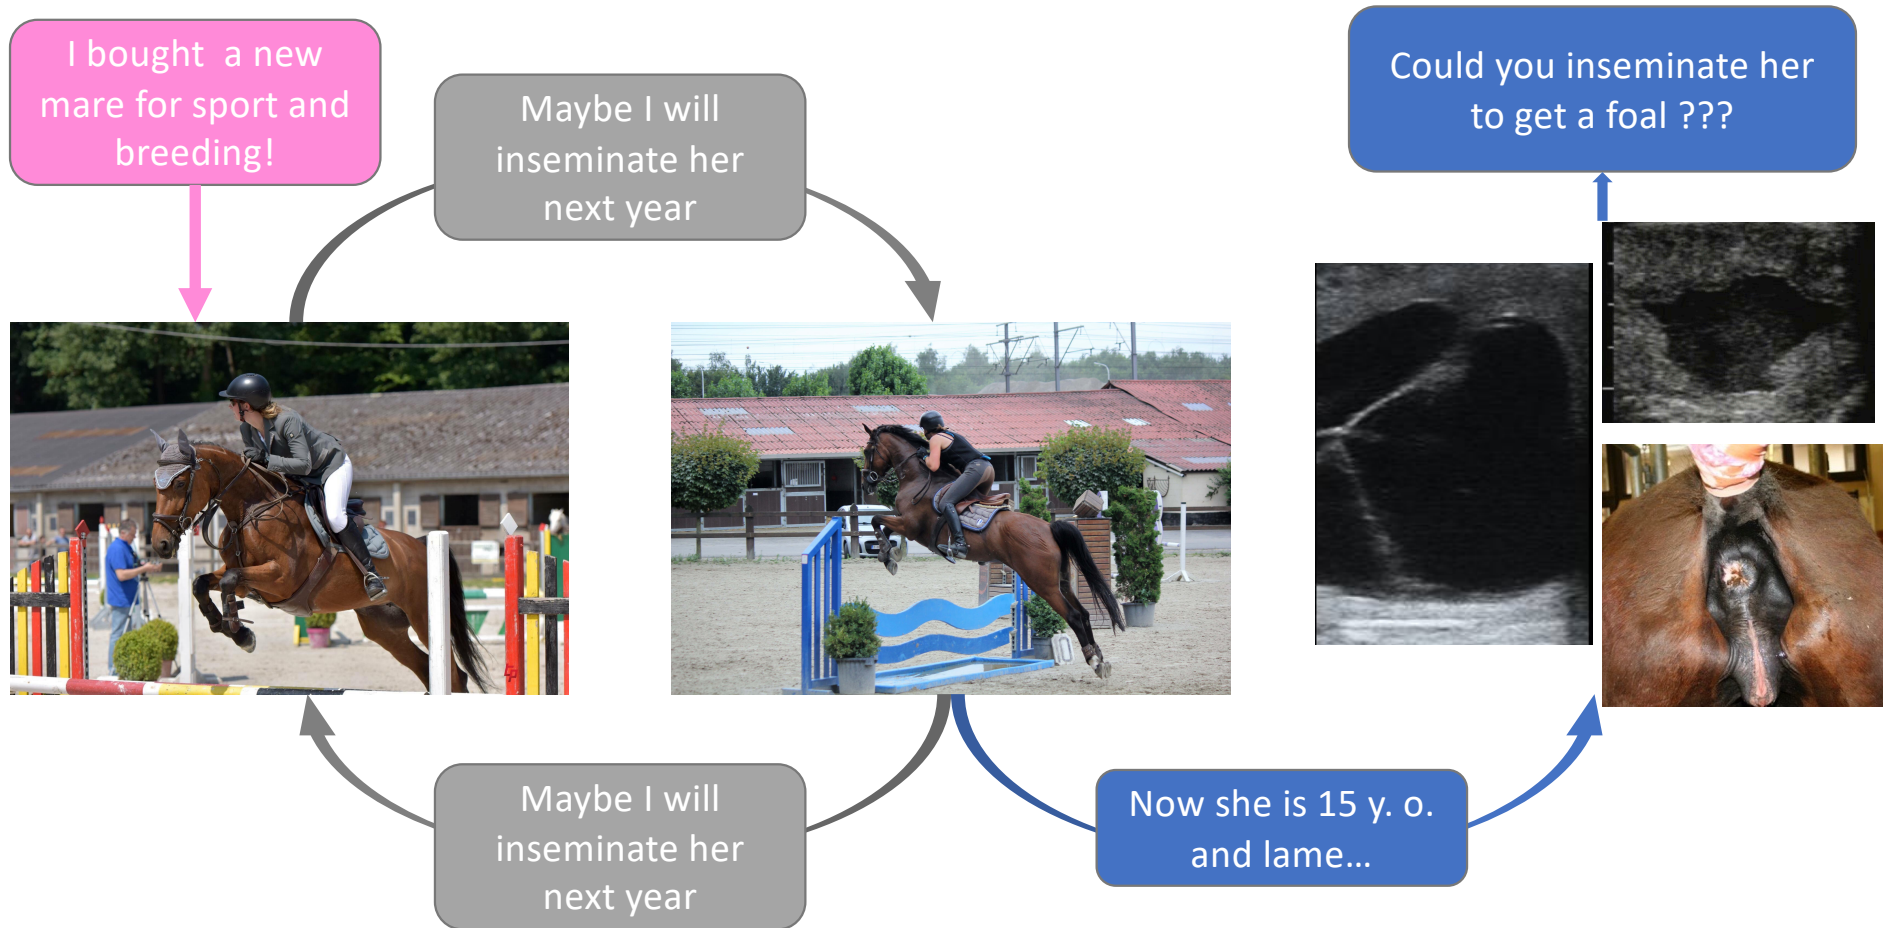 I bought  a new
mare for sport and
breeding!
Maybe I will
inseminate her
next year
Could you inseminate her
to get a foal ???
Maybe I will
inseminate her
next year
Now she is 15 y. o.
and lame…